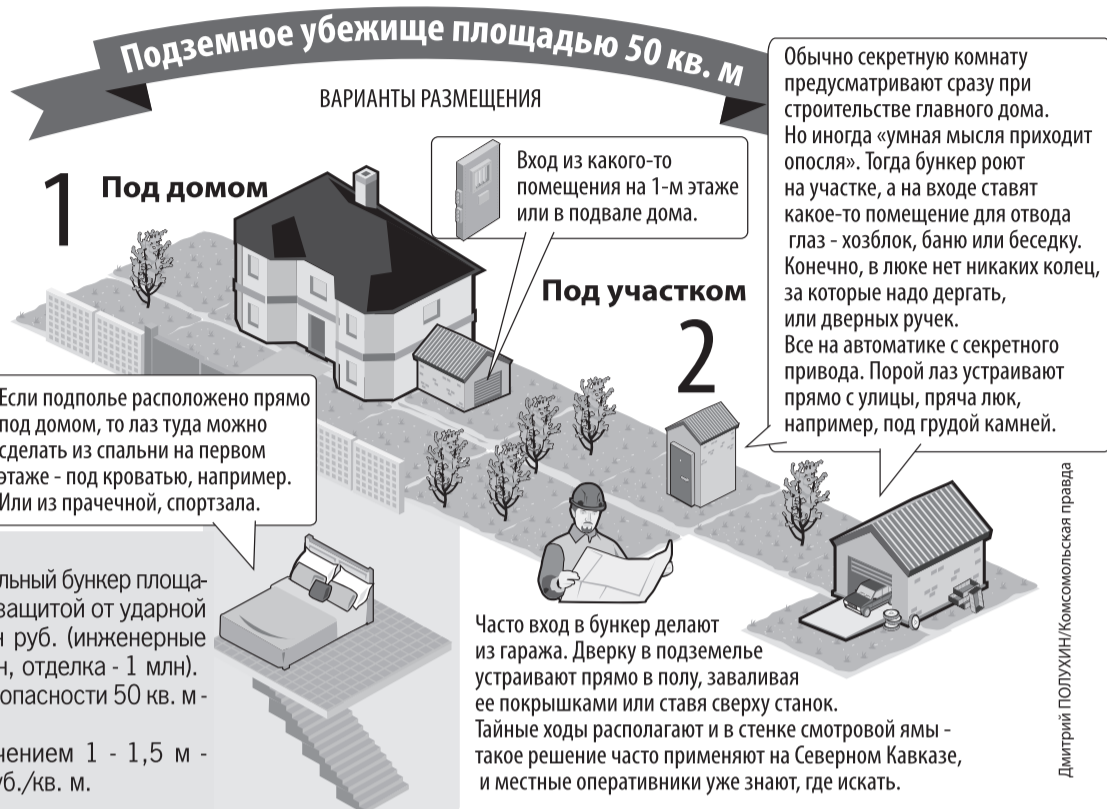 Подземное убежище площадью 50 кв. м
ВАРИАНТЫ РАЗМЕЩЕНИЯ
1 Под домом
Вход из какого-то
помещения на 1-м этаже
или в подвале дома.
Под участком
2
Обычно секретную комнату
предусматривают сразу при
строительстве главного дома.
Но иногда «умная мысля приходит
опосля». Тогда бункер роют
на участке, а на входе ставят
какое-то помещение для отвода
глаз - хозблок, баню или беседку.
Конечно, в люке нет никаких колец,
за которые надо дергать,
или дверных ручек.
Все на автоматике с секретного
привода. Порой лаз устраивают
прямо с улицы, пряча люк,
например, под грудой камней.
Если подполье расположено прямо
под домом, то лаз туда можно
сделать из спальни на первом
этаже - под кроватью, например.
Или из прачечной, спортзала.
льный бункер площа-
защитой от ударной
н руб. (инженерные
н, отделка - 1 млн).
опасности 50 кв. м -
чением 1 - 1,5 м -
уб./кв. м.
Часто вход в бункер делают
из гаража. Дверку в подземелье
устраивают прямо в полу, заваливая
ее покрышками или ставя сверху станок.
Тайные ходы располагают и в стенке смотровой ямы -
такое решение часто применяют на Северном Кавказе,
и местные оперативники уже знают, где искать.
Дмитрий ПОЛУХИН/Комсомольская правда